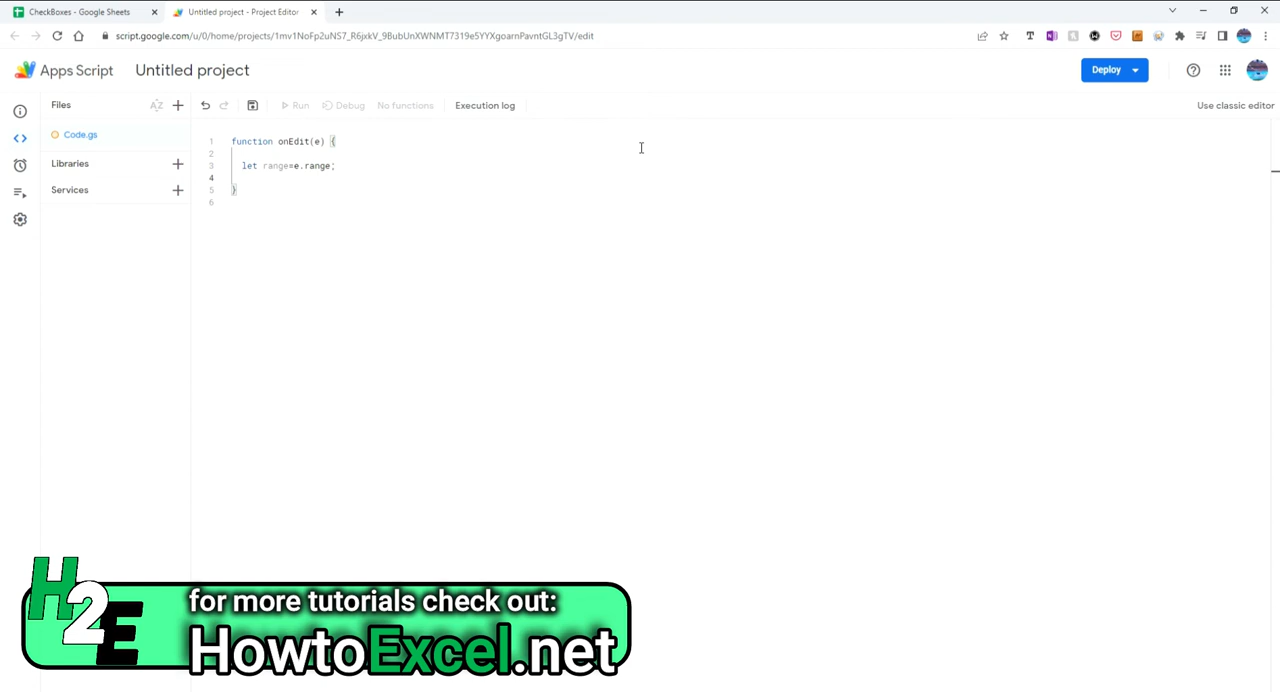 CheckBoxes - Google Sheets
Untitled project - Project Editor
script.google.com/u/0/home/projects/1mv1NoFp2uNS7_R6jxkV_9BubUnXWNMT7319e5YYXgoarnPavntGL3gTV/edit
Apps Script
Untitled project
Deploy
Files
AZ
Run
Debug
No functions
Execution log
Use classic editor
Code.gs
Libraries
Services
1 function onEdit(e) {
2
3 let range=e.range;
4
5 }
6
H2E
for more tutorials check out:
HowtoExcel.net